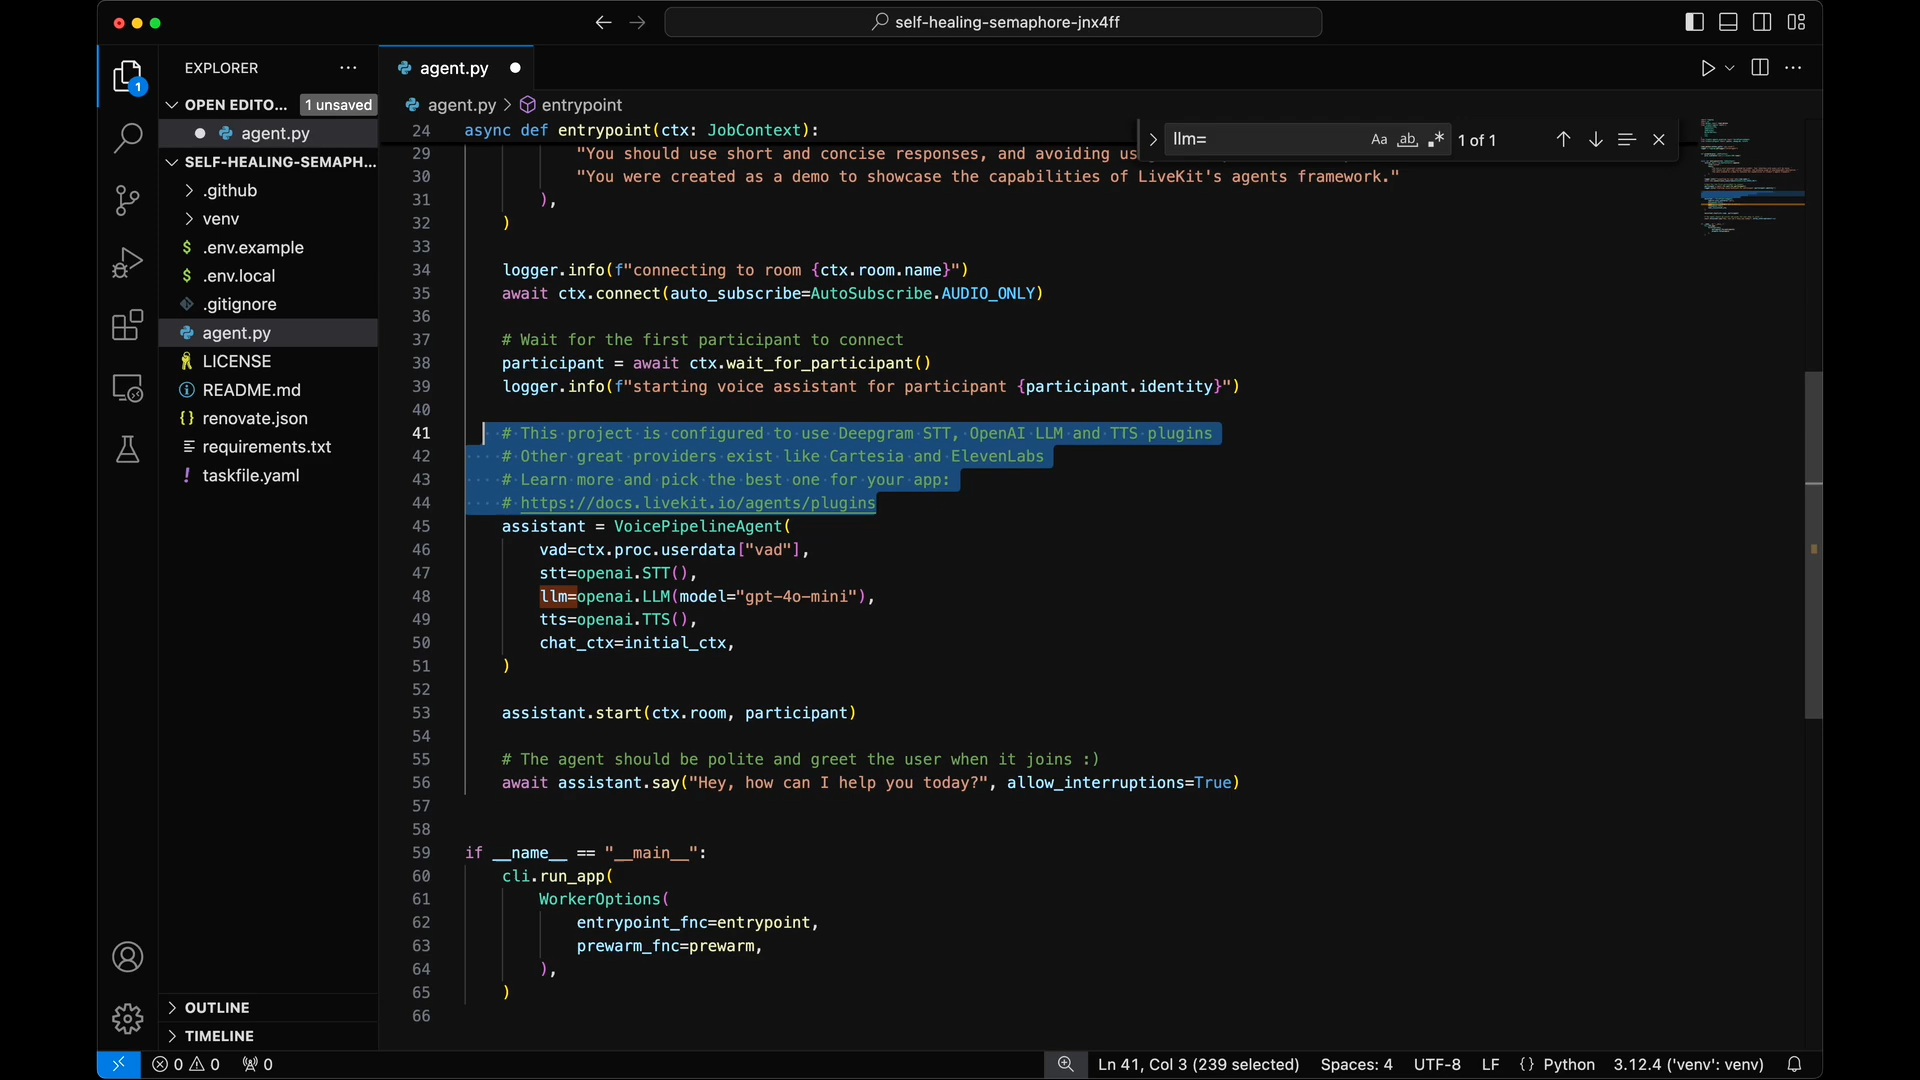 self-healing-semaphore-jnx4ff
EXPLORER
agent.py
OPEN EDITO... 1 unsaved
agent.py > entrypoint
agent.py
SELF-HEALING-SEMAPH...
.github
venv
.env.example
.env.local
.gitignore
agent.py
LICENSE
README.md
renovate.json
requirements.txt
taskfile.yaml
OUTLINE
TIMELINE
1
llm=
Aa ab 1 of 1
24 async def entrypoint(ctx: JobContext):
29 "You should use short and concise responses, and avoiding
30 "You were created as a demo to showcase the capabilities of LiveKit's agents framework."
31 ),
32 )
33
34 logger.info(f"connecting to room {ctx.room.name}")
35 await ctx.connect(auto_subscribe=AutoSubscribe.AUDIO_ONLY)
36
37 # Wait for the first participant to connect
38 participant = await ctx.wait_for_participant()
39 logger.info(f"starting voice assistant for participant {participant.identity}")
40
41 # This project is configured to use Deepgram STT, OpenAI LLM and TTS plugins
42 # Other great providers exist like Cartesia and ElevenLabs
43 # Learn more and pick the best one for your app:
44 # https://docs.livekit.io/agents/plugins
45 assistant = VoicePipelineAgent(
46 vad=ctx.proc.userdata["vad"],
47 stt=openai.STT(),
48 llm=openai.LLM(model="gpt-4o-mini"),
49 tts=openai.TTS(),
50 chat_ctx=initial_ctx,
51 )
52
53 assistant.start(ctx.room, participant)
54
55 # The agent should be polite and greet the user when it joins :)
56 await assistant.say("Hey, how can I help you today?", allow_interruptions=True)
57
58
59 if __name__ == "__main__":
60 cli.run_app(
61 WorkerOptions(
62 entrypoint_fnc=entrypoint,
63 prewarm_fnc=prewarm,
64 ),
65 )
66
0 0 0
Ln 41, Col 3 (239 selected) Spaces: 4 UTF-8 LF {} Python 3.12.4 ('venv': venv)